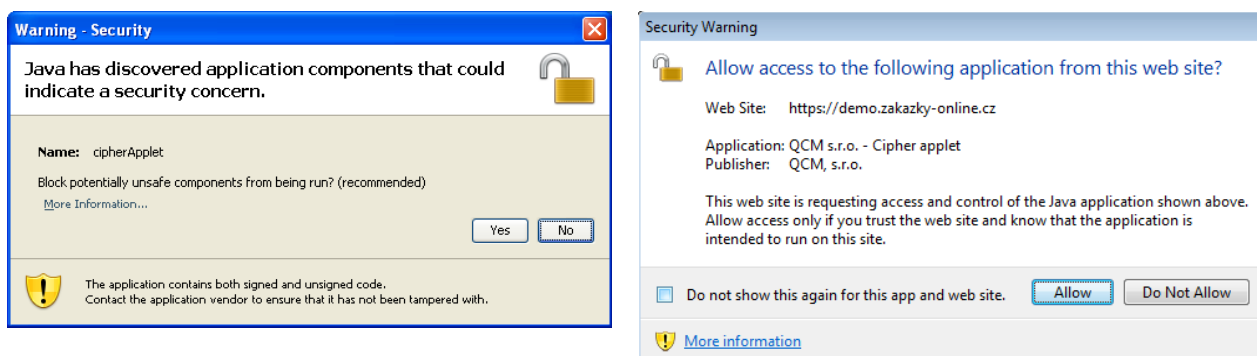 Warning - Security
Java has discovered application components that could
indicate a security concern.
Name: cipherApplet
Block potentially unsafe components from being run? (recommended)
More Information...
Yes No
The application contains both signed and unsigned code.
Contact the application vendor to ensure that it has not been tampered with.
Security Warning
Allow access to the following application from this web site?
Web Site: https://demo.zakazky-online.cz
Application: QCM s.r.o. - Cipher applet
Publisher: QCM, s.r.o.
This web site is requesting access and control of the Java application shown above.
Allow access only if you trust the web site and know that the application is
intended to run on this site.
Do not show this again for this app and web site. Allow Do Not Allow
More information